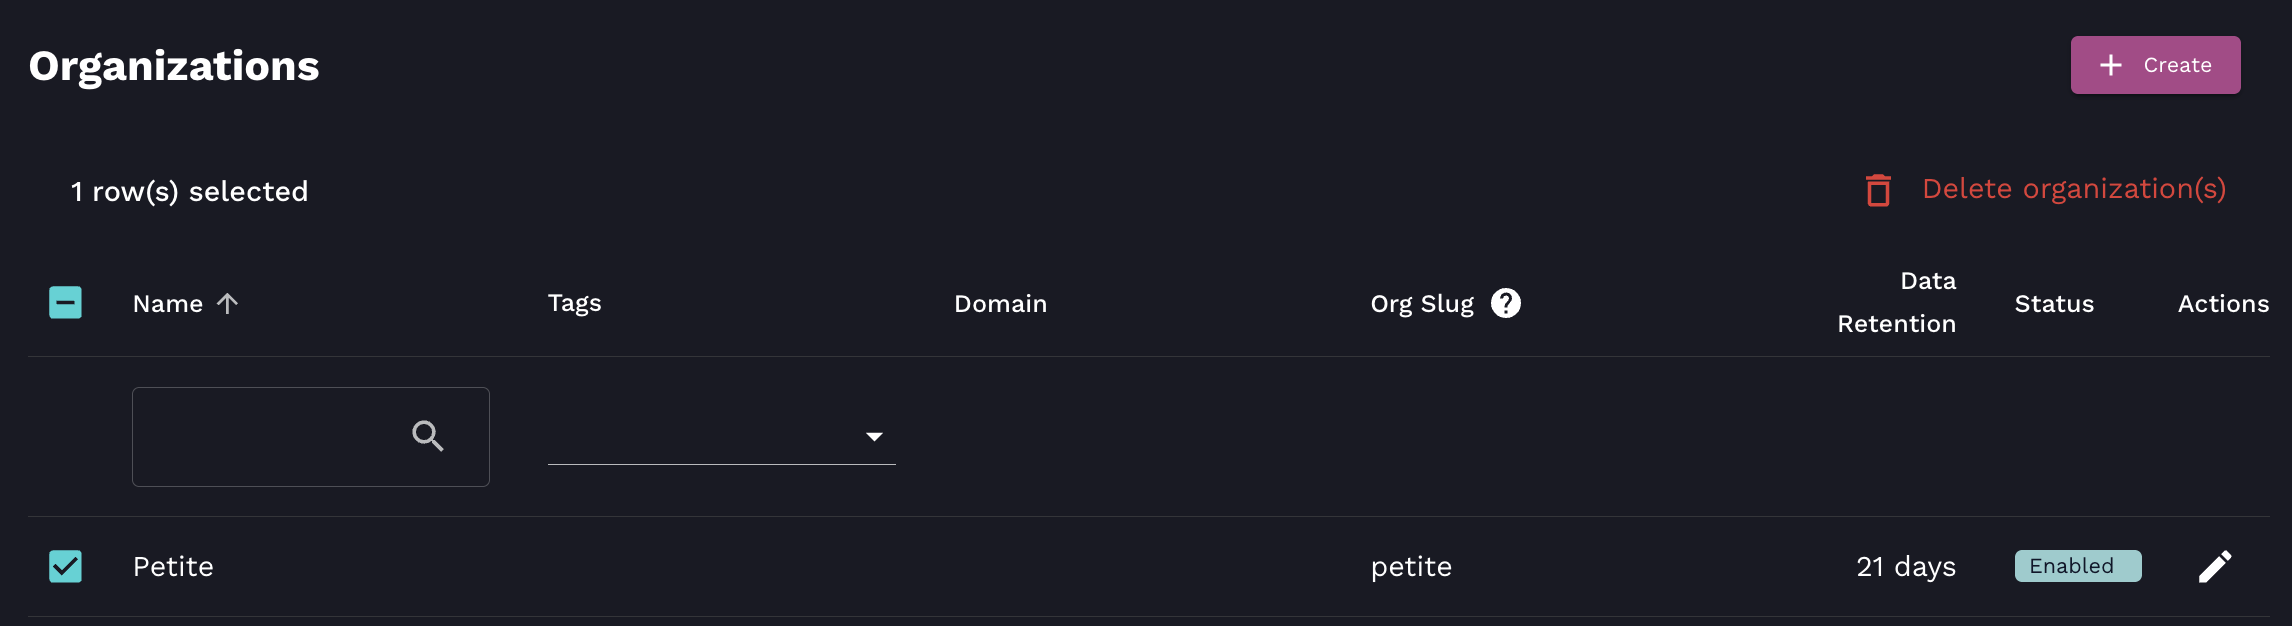 Organizations
Create
1 row(s) selected
Delete organization(s)
Name
Tags
Domain
Org Slug
Data
Retention
Status
Actions
Petite
petite
21 days
Enabled